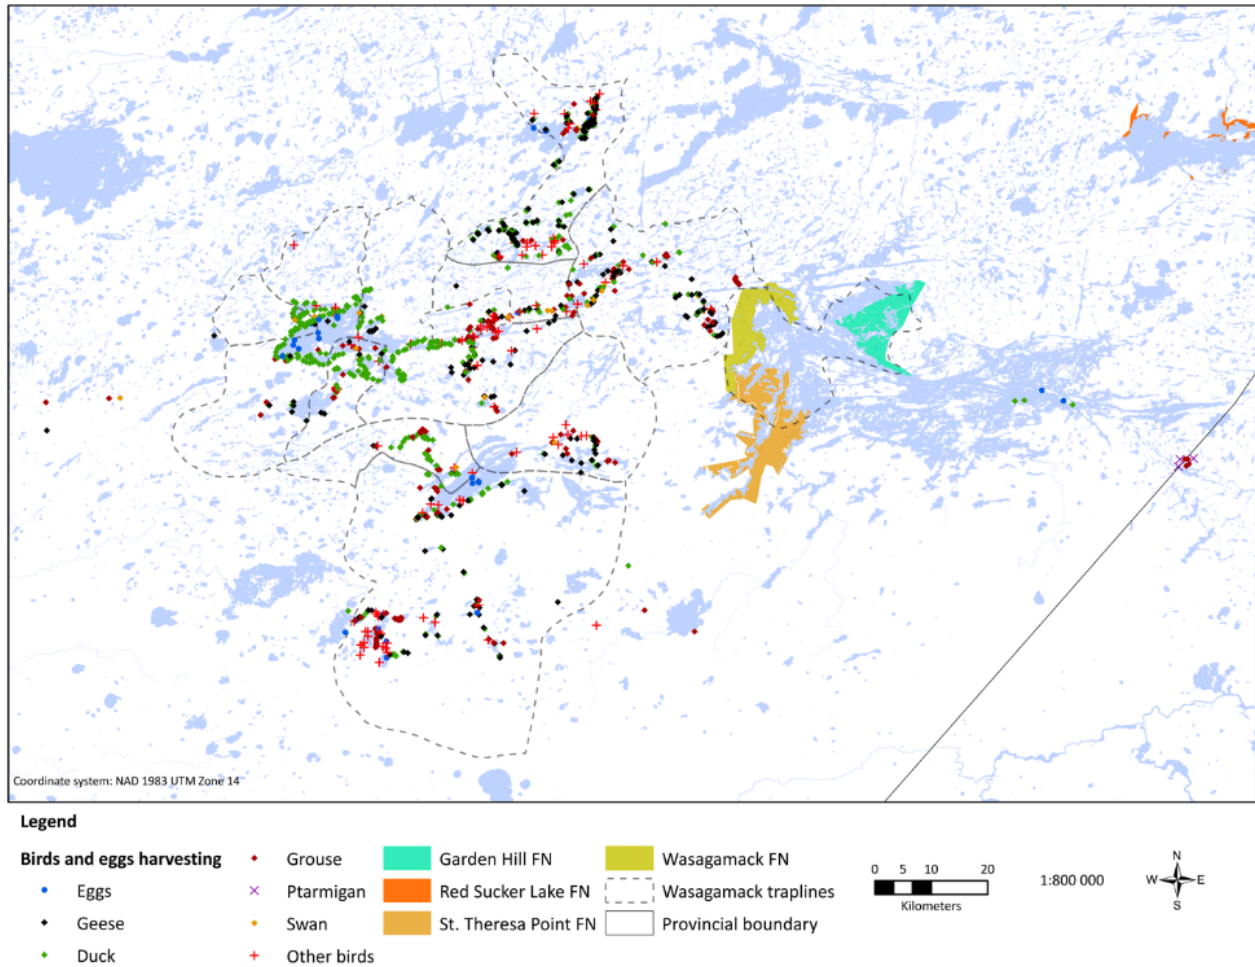 Coordinate system: NAD 1983 UTM Zone 14
Legend
Birds and eggs harvesting
Eggs
Geese
Duck
Grouse
Ptarmigan
Swan
Other birds
Garden Hill FN
Red Sucker Lake FN
St. Theresa Point FN
Wasagamack FN
Wasagamack traplines
Provincial boundary
0 5 10 20
Kilometers
1:800 000
N
W E
S